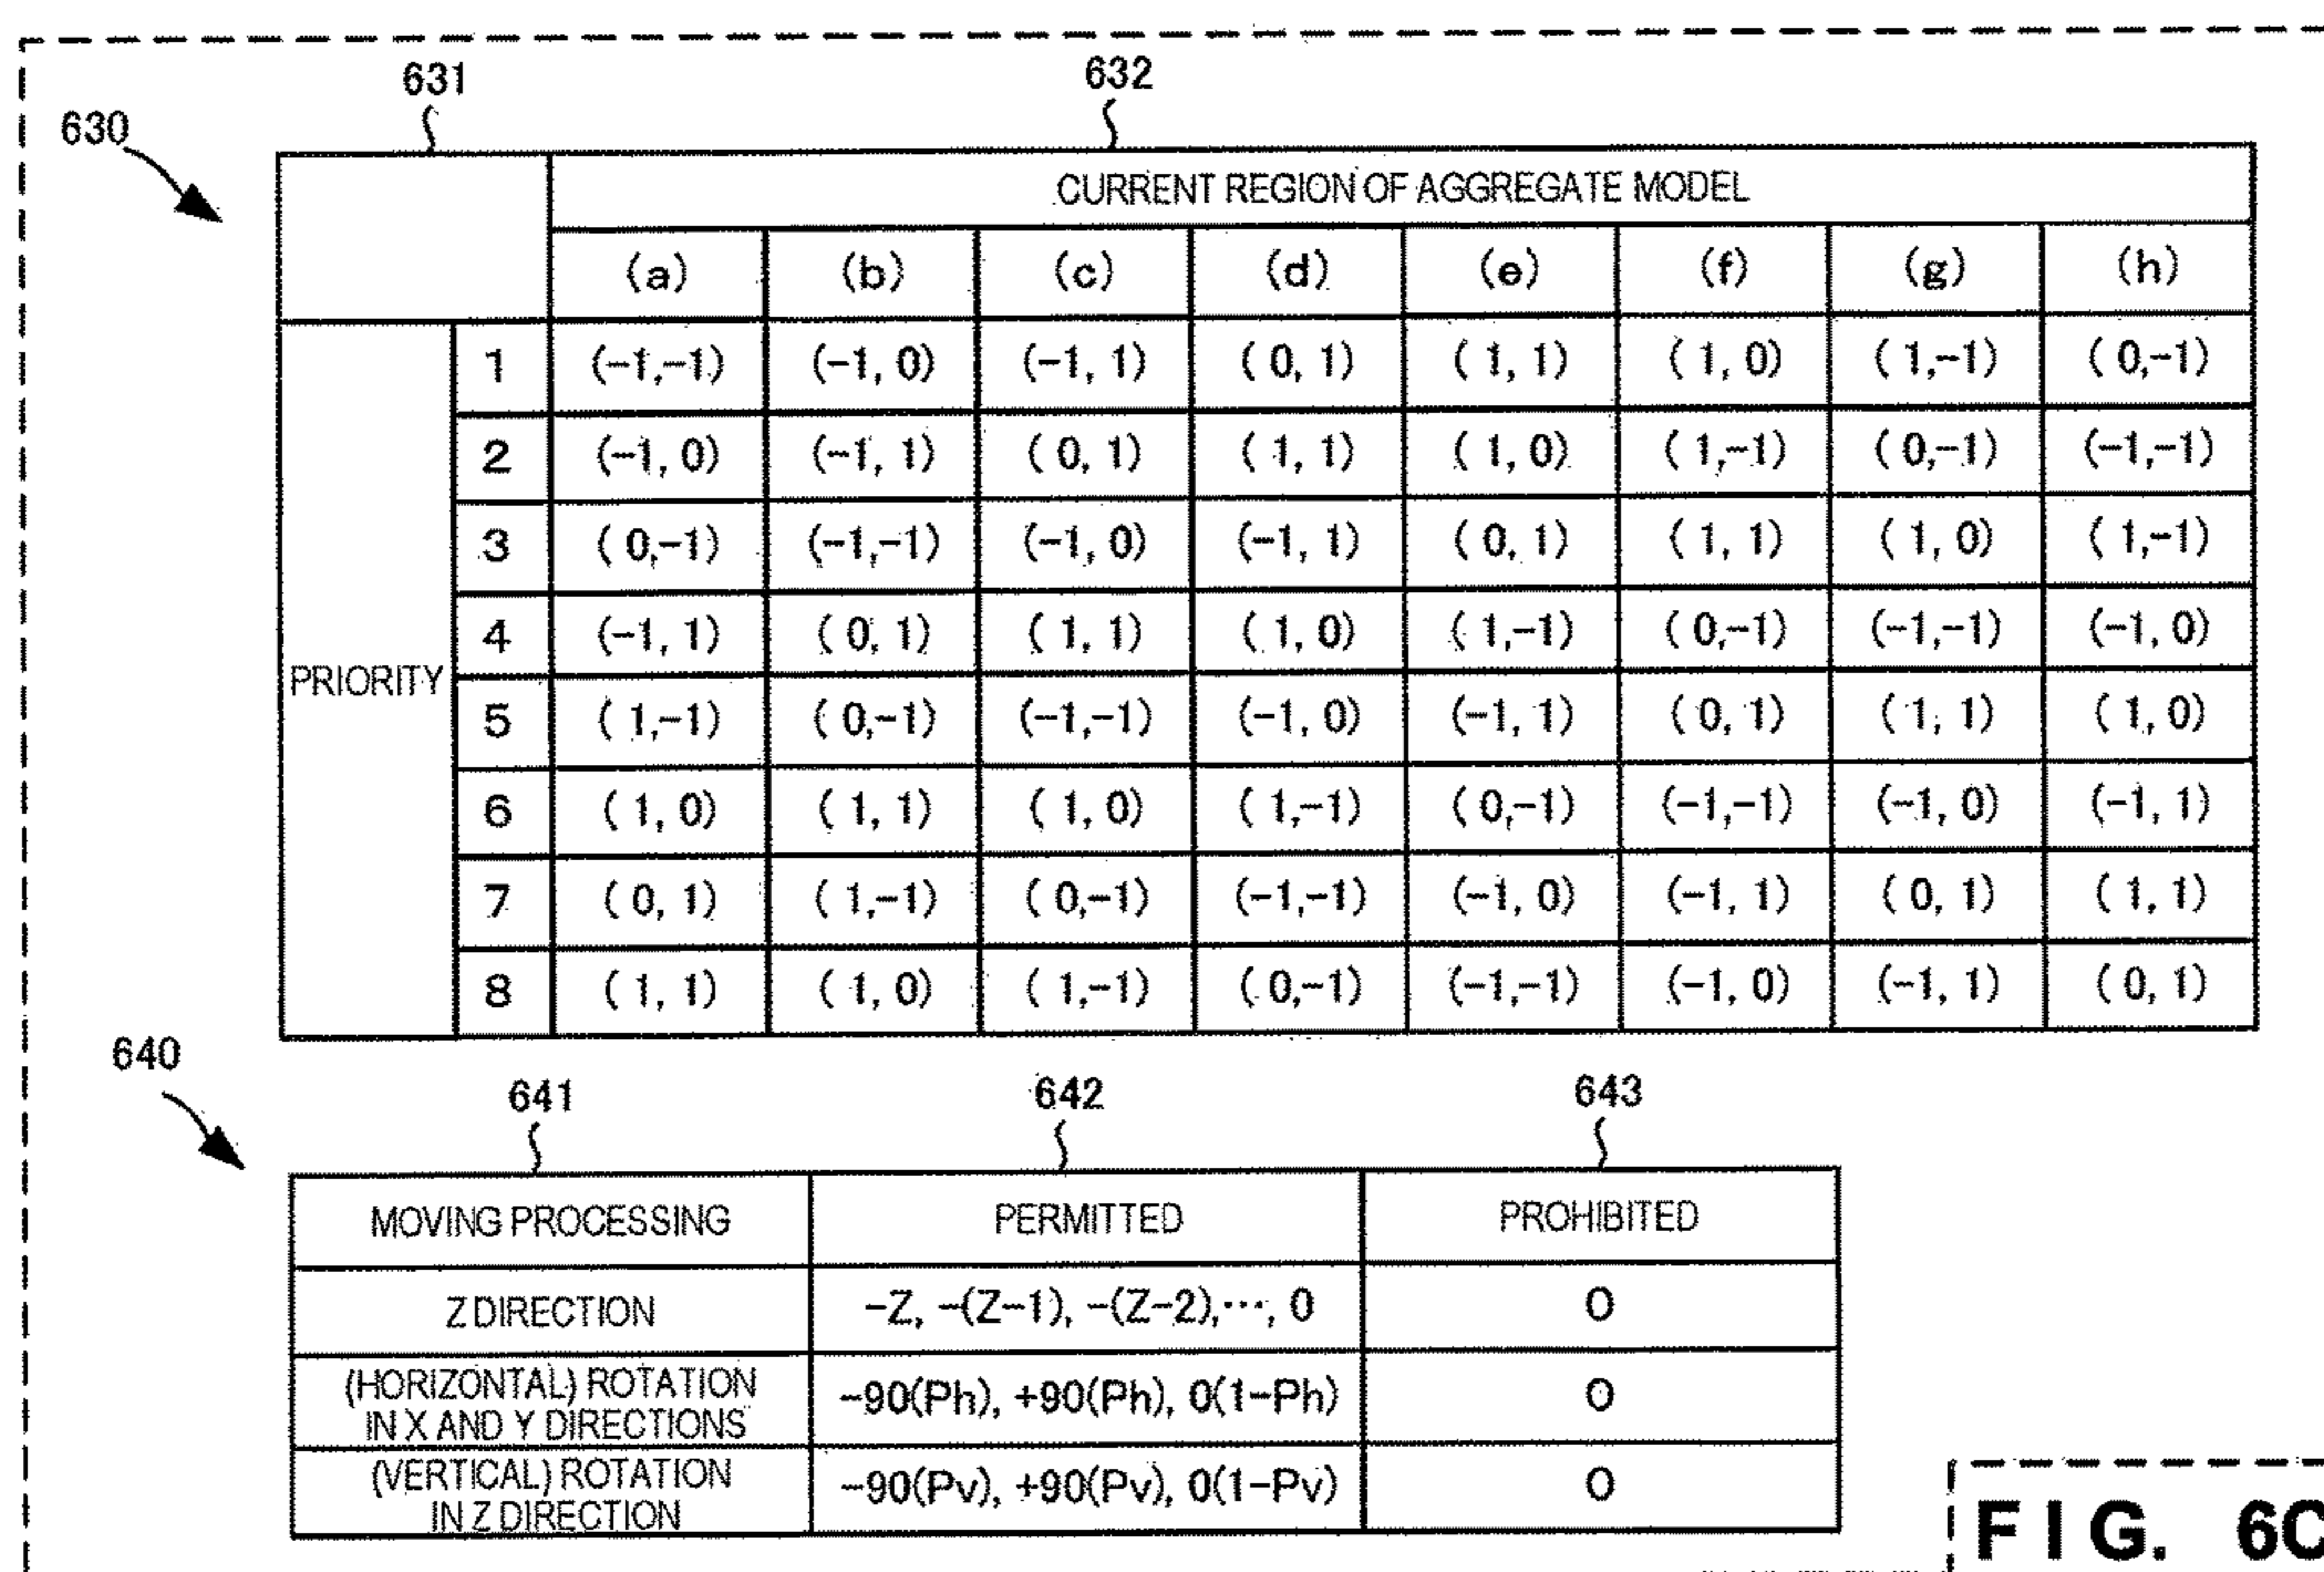 631
632
630
CURRENT REGION OF AGGREGATE MODEL
(a) (b) (c) (d) (e) (f) (g) (h)
1 (-1,-1) (-1, 0) (-1, 1) ( 0, 1) ( 1, 1) ( 1, 0) ( 1,-1) ( 0,-1)
2 (-1, 0) (-1, 1) ( 0, 1) ( 1, 1) ( 1, 0) ( 1,-1) ( 0,-1) (-1,-1)
3 ( 0,-1) (-1,-1) (-1, 0) (-1, 1) ( 0, 1) ( 1, 1) ( 1, 0) ( 1,-1)
4 (-1, 1) ( 0, 1) ( 1, 1) ( 1, 0) ( 1,-1) ( 0,-1) (-1,-1) (-1, 0)
PRIORITY
5 ( 1,-1) ( 0,-1) (-1,-1) (-1, 0) (-1, 1) ( 0, 1) ( 1, 1) ( 1, 0)
6 ( 1, 0) ( 1, 1) ( 1, 0) ( 1,-1) ( 0,-1) (-1,-1) (-1, 0) (-1, 1)
7 ( 0, 1) ( 1,-1) ( 0,-1) (-1,-1) (-1, 0) (-1, 1) ( 0, 1) ( 1, 1)
8 ( 1, 1) ( 1, 0) ( 1,-1) ( 0,-1) (-1,-1) (-1, 0) (-1, 1) ( 0, 1)
640
641
642
643
MOVING PROCESSING PERMITTED PROHIBITED
Z DIRECTION -Z, -(Z-1), -(Z-2),···, 0 0
(HORIZONTAL) ROTATION
IN X AND Y DIRECTIONS -90(Ph), +90(Ph), 0(1-Ph) 0
(VERTICAL) ROTATION
IN Z DIRECTION -90(Pv), +90(Pv), 0(1-Pv) 0
FIG. 6C